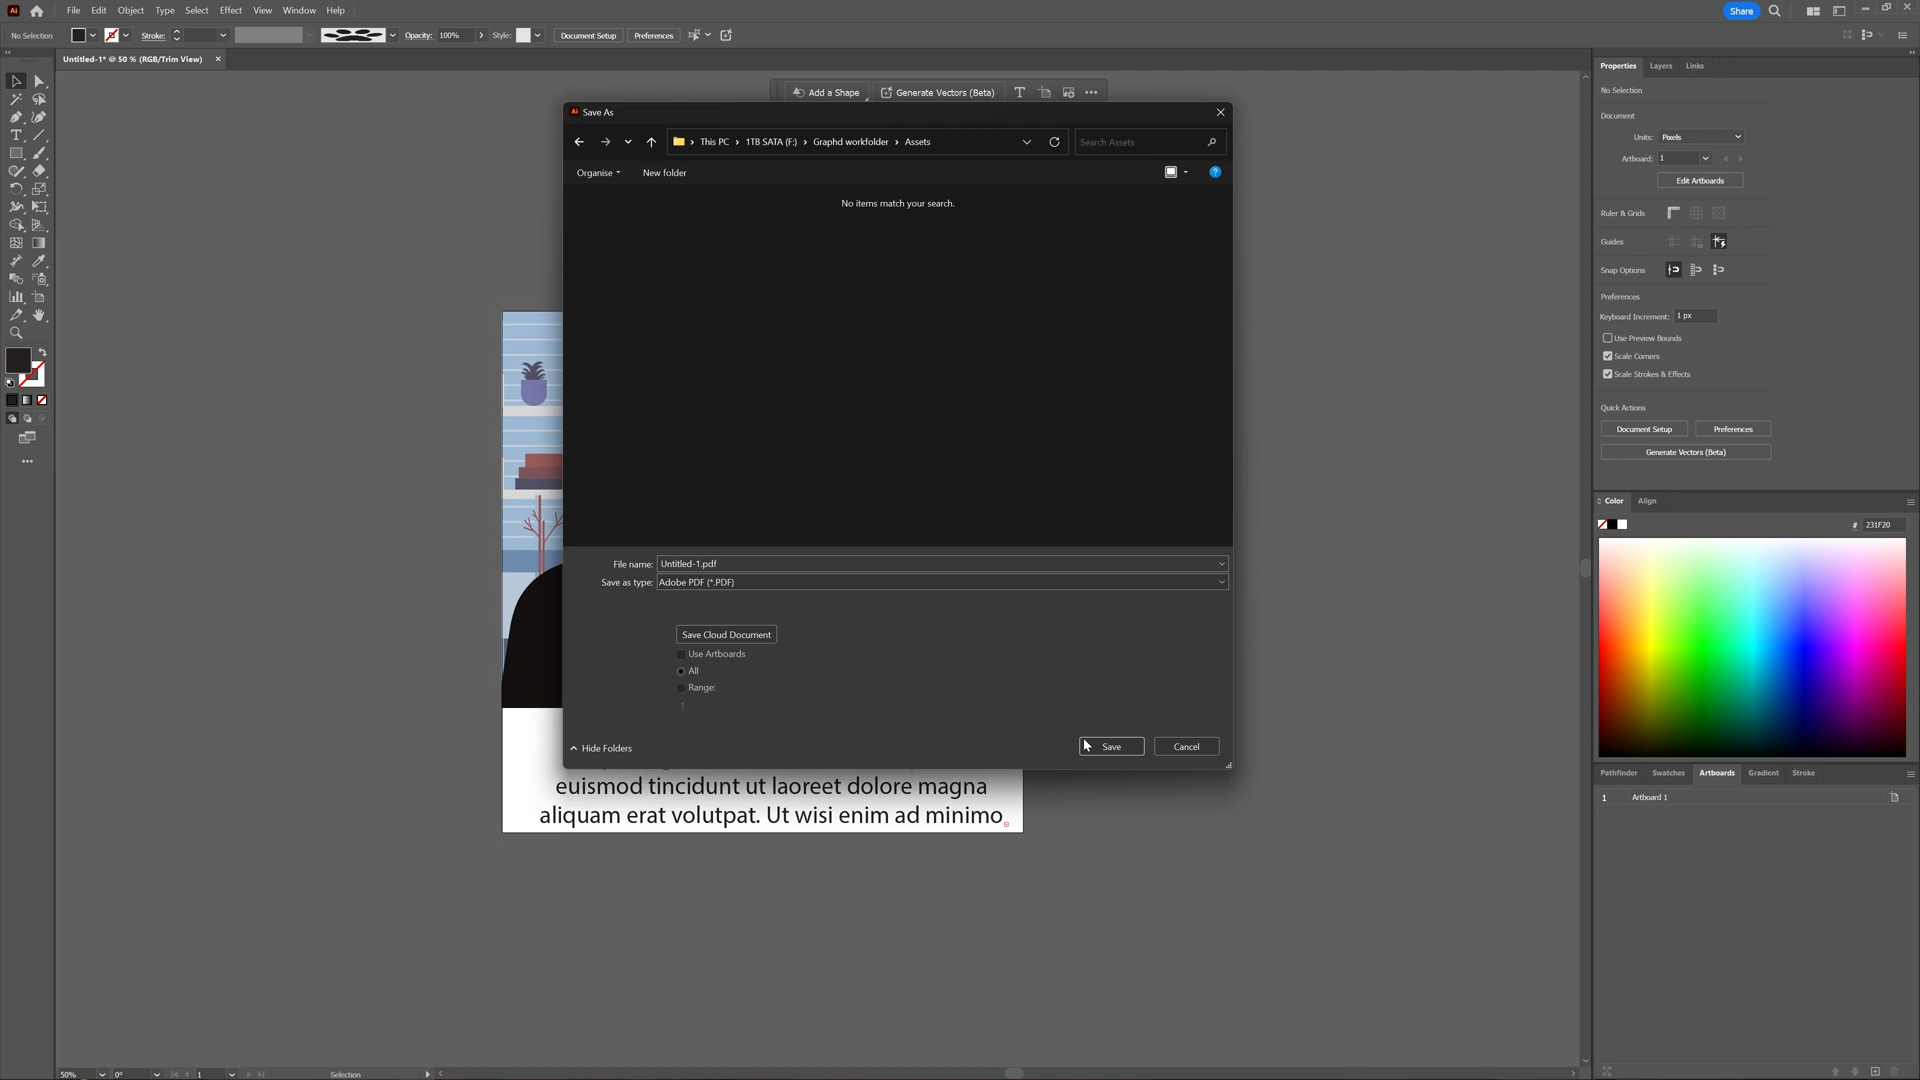 Ai File Edit Object Type Select Effect View Window Help Share
No Selection Stroke: Opacity: 100% Style: Document Setup Preferences
Untitled-1* @ 50 % (RGB/Trim View)
Add a Shape Generate Vectors (Beta)
Ai Save As
This PC > 1TB SATA (F:) > Graphd workfolder > Assets
Search Assets
Organise New folder
No items match your search.
File name: Untitled-1.pdf
Save as type: Adobe PDF (*.PDF)
Save Cloud Document
Use Artboards
All
Range:
1
Hide Folders
Save Cancel
euismod tincidunt ut laoreet dolore magna
aliquam erat volutpat. Ut wisi enim ad minimo
Properties Layers Links
No Selection
Document
Units: Pixels
Artboard: 1
Edit Artboards
Ruler & Grids
Guides
Snap Options
Preferences
Keyboard Increment: 1 px
Use Preview Bounds
Scale Corners
Scale Strokes & Effects
Quick Actions
Document Setup Preferences
Generate Vectors (Beta)
Color Align
# 231F20
Pathfinder Swatches Artboards Gradient Stroke
1 Artboard 1
50% 0° 1 Selection